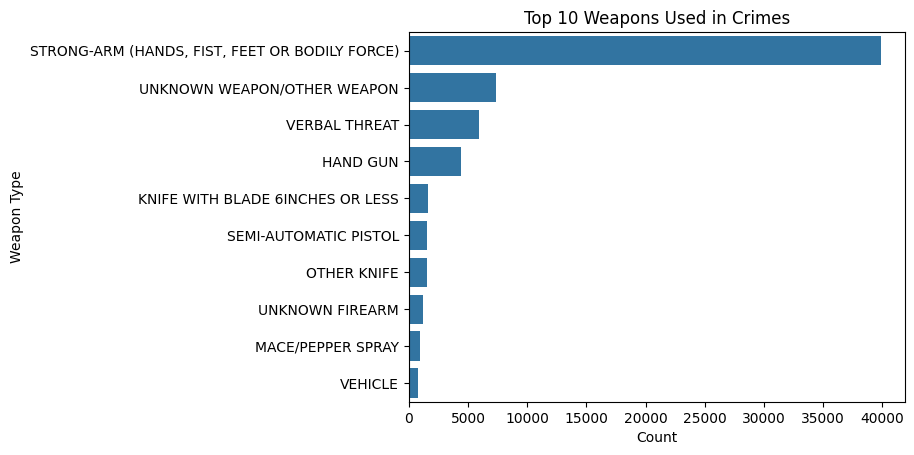 Top 10 Weapons Used in Crimes
Weapon Type
STRONG-ARM (HANDS, FIST, FEET OR BODILY FORCE)
UNKNOWN WEAPON/OTHER WEAPON
VERBAL THREAT
HAND GUN
KNIFE WITH BLADE 6INCHES OR LESS
SEMI-AUTOMATIC PISTOL
OTHER KNIFE
UNKNOWN FIREARM
MACE/PEPPER SPRAY
VEHICLE
0 5000 10000 15000 20000 25000 30000 35000 40000
Count